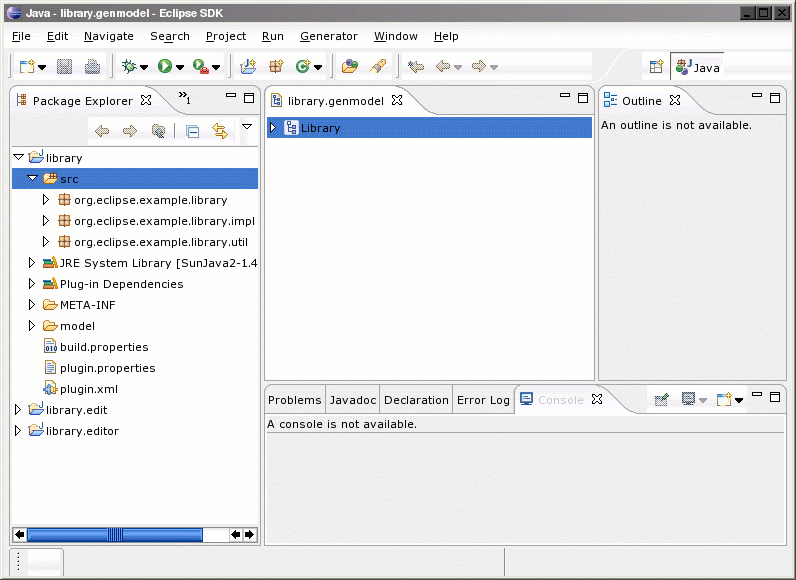 Java - library.genmodel - Eclipse SDK
File Edit Navigate Search Project Run Generator Window Help
Java
Package Explorer
1
library.genmodel
Outline
Library
An outline is not available.
library
src
org.eclipse.example.library
org.eclipse.example.library.impl
org.eclipse.example.library.util
JRE System Library [SunJava2-1.4
Plug-in Dependencies
META-INF
model
build.properties
plugin.properties
plugin.xml
library.edit
library.editor
Problems Javadoc Declaration Error Log Console
A console is not available.